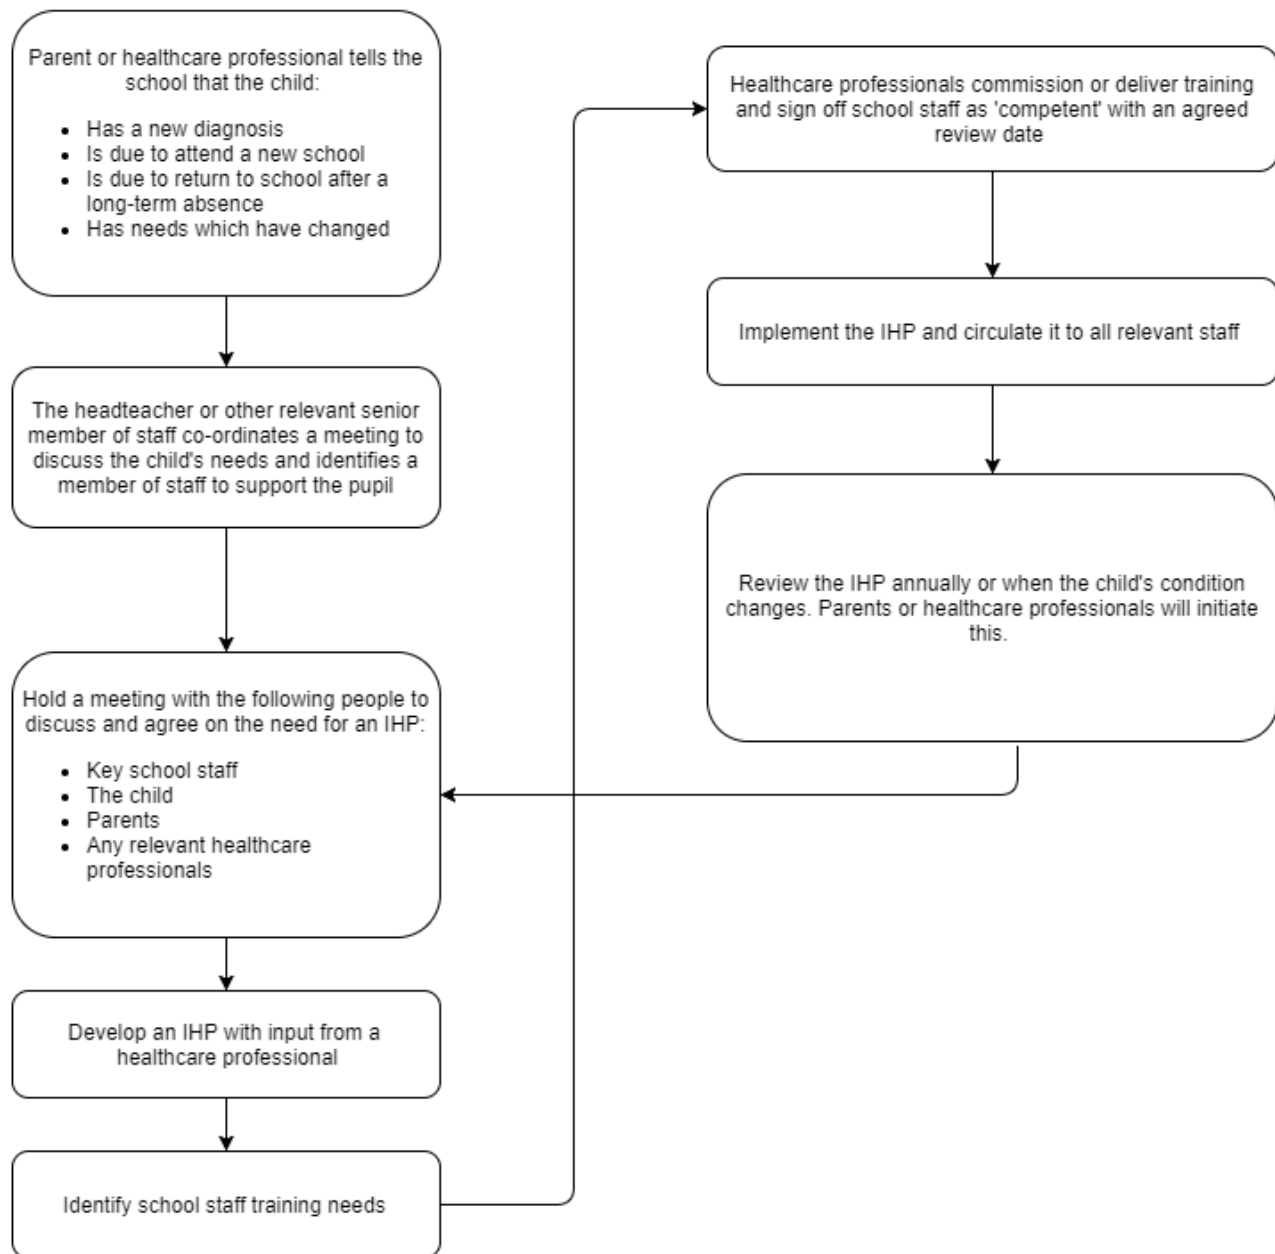 Parent or healthcare professional tells the
school that the child:
• Has a new diagnosis
• Is due to attend a new school
• Is due to return to school after a
long-term absence
• Has needs which have changed
The headteacher or other relevant senior
member of staff co-ordinates a meeting to
discuss the child's needs and identifies a
member of staff to support the pupil
Hold a meeting with the following people to
discuss and agree on the need for an IHP:
• Key school staff
• The child
• Parents
• Any relevant healthcare
professionals
Develop an IHP with input from a
healthcare professional
Identify school staff training needs
Healthcare professionals commission or deliver training
and sign off school staff as 'competent' with an agreed
review date
Implement the IHP and circulate it to all relevant staff
Review the IHP annually or when the child's condition
changes. Parents or healthcare professionals will initiate
this.